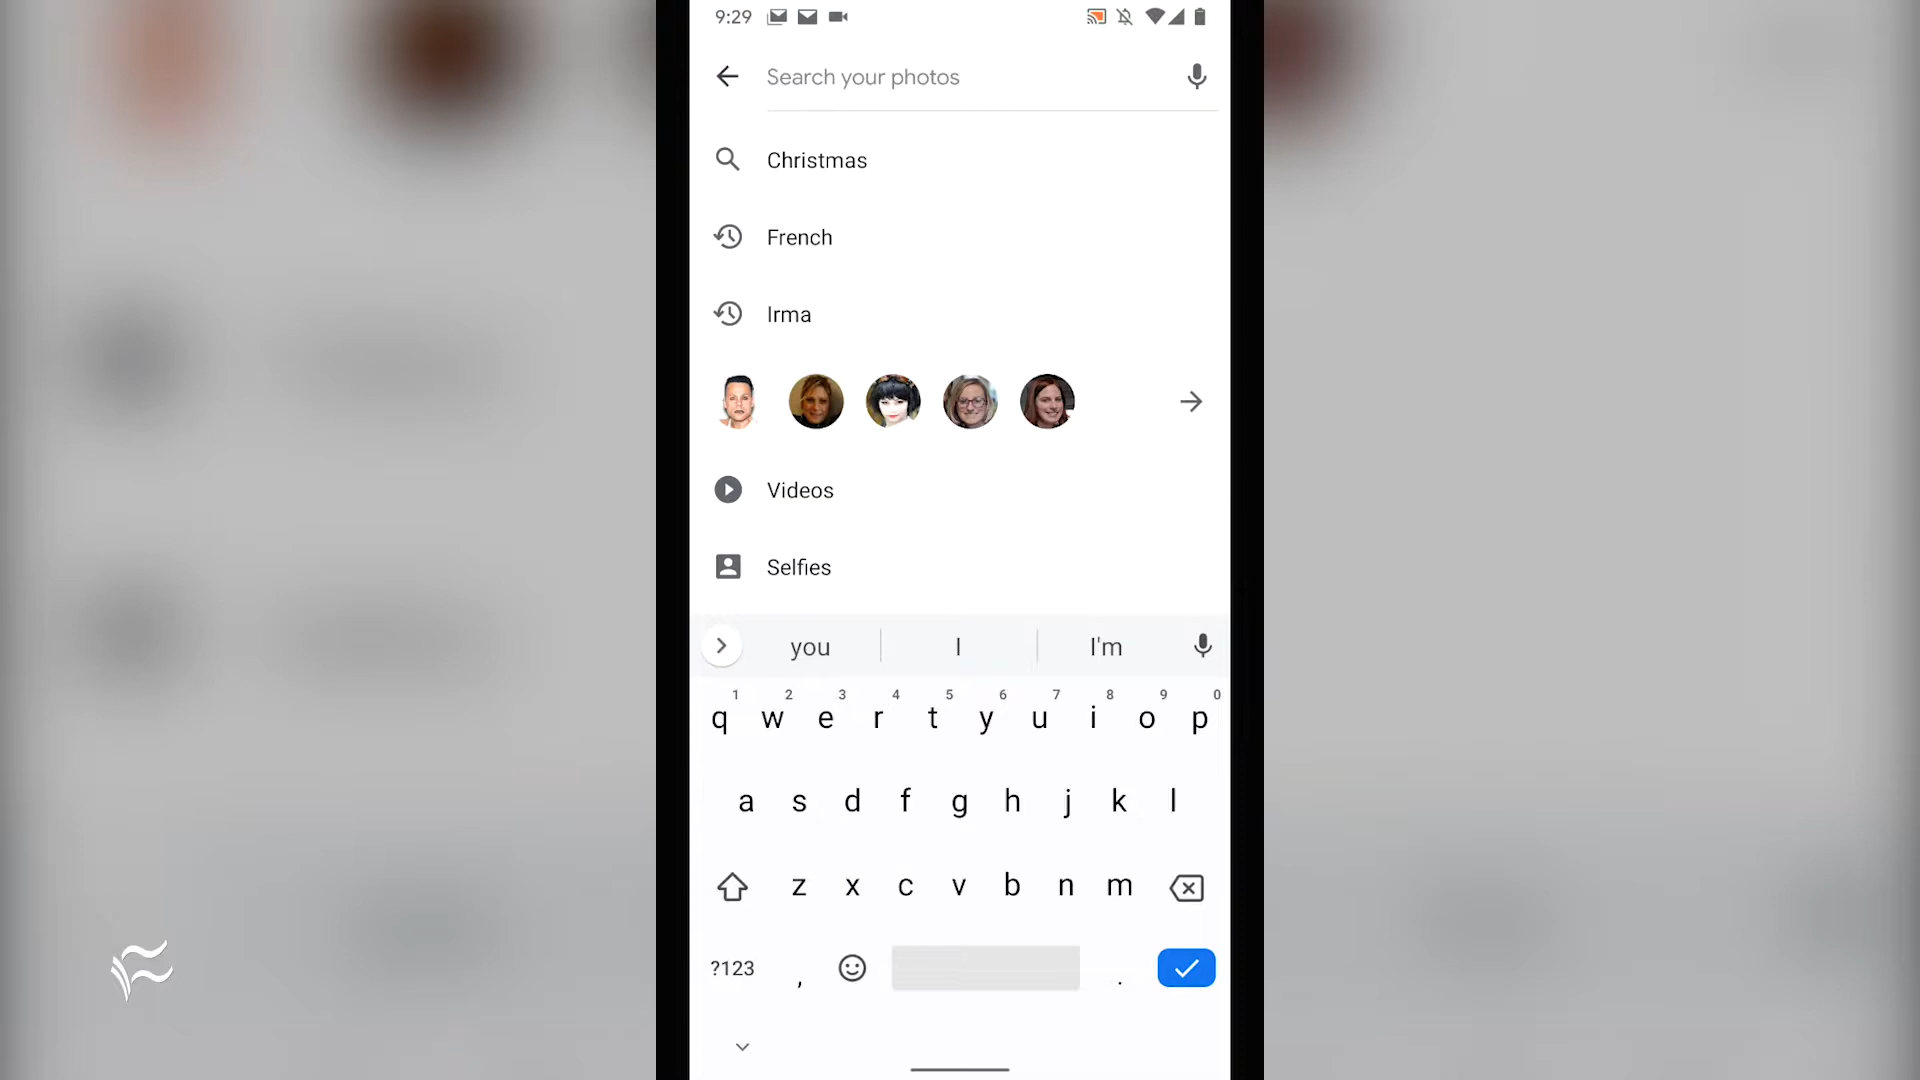 9:29
Search your photos
Christmas
French
Irma
Videos
Selfies
you I I'm
1 2 3 4 5 6 7 8 9 0
q w e r t y u i o p
a s d f g h j k l
z x c v b n m
?123 , .